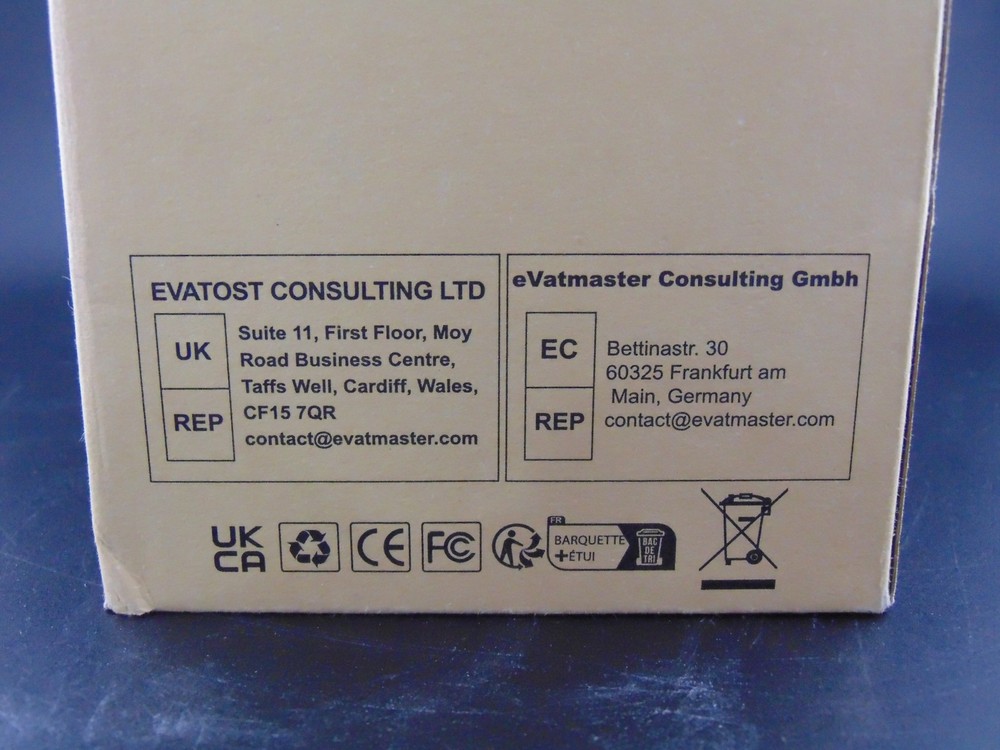 EVATOST CONSULTING LTD
UK
REP
Suite 11, First Floor, Moy
Road Business Centre,
Taffs Well, Cardiff, Wales,
CF15 7QR
contact@evatmaster.com
eVatmaster Consulting Gmbh
EC
REP
Bettinastr. 30
60325 Frankfurt am
Main, Germany
contact@evatmaster.com
UK
CA
CE
FC
FR
BARQUETTE
+ÉTUI
BAC
DE
TRI